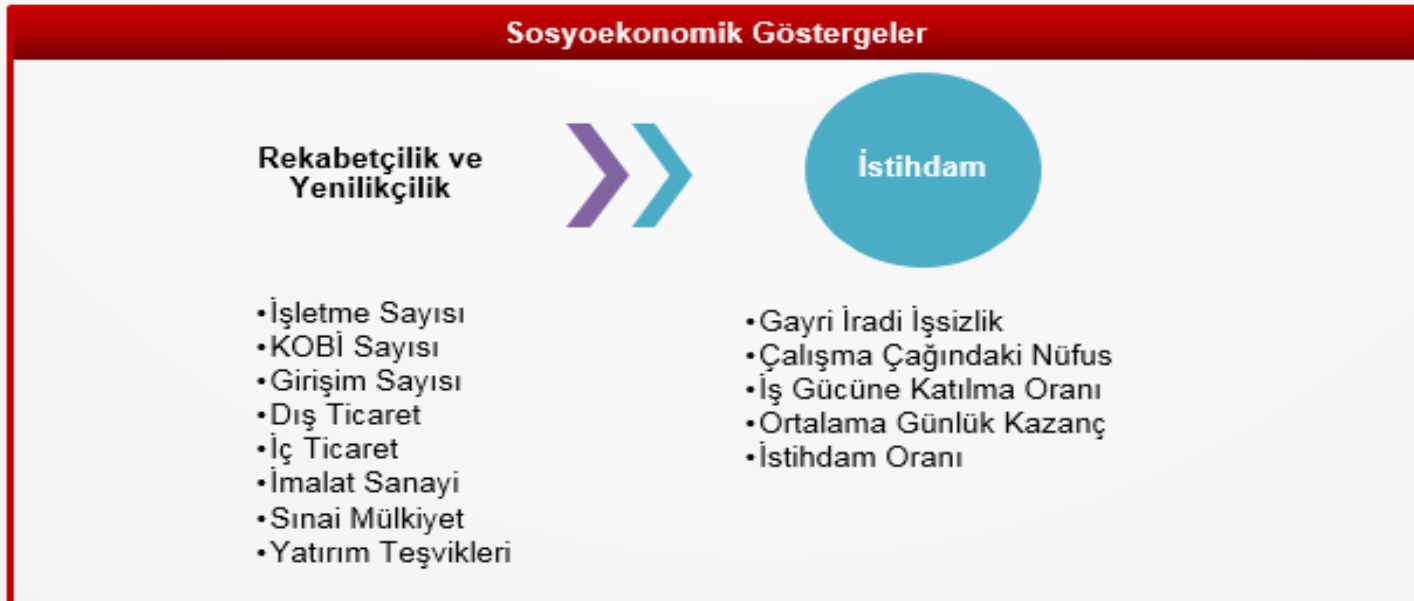 Sosyoekonomik Göstergeler
Rekabetçilik ve
Yenilikçilik
İstihdam
•İşletme Sayısı
•KOBİ Sayısı
•Girişim Sayısı
•Dış Ticaret
•İç Ticaret
•İmalat Sanayi
•Sınai Mülkiyet
•Yatırım Teşvikleri
•Gayri İradi İşsizlik
•Çalışma Çağındaki Nüfus
•İş Gücüne Katılma Oranı
•Ortalama Günlük Kazanç
•İstihdam Oranı